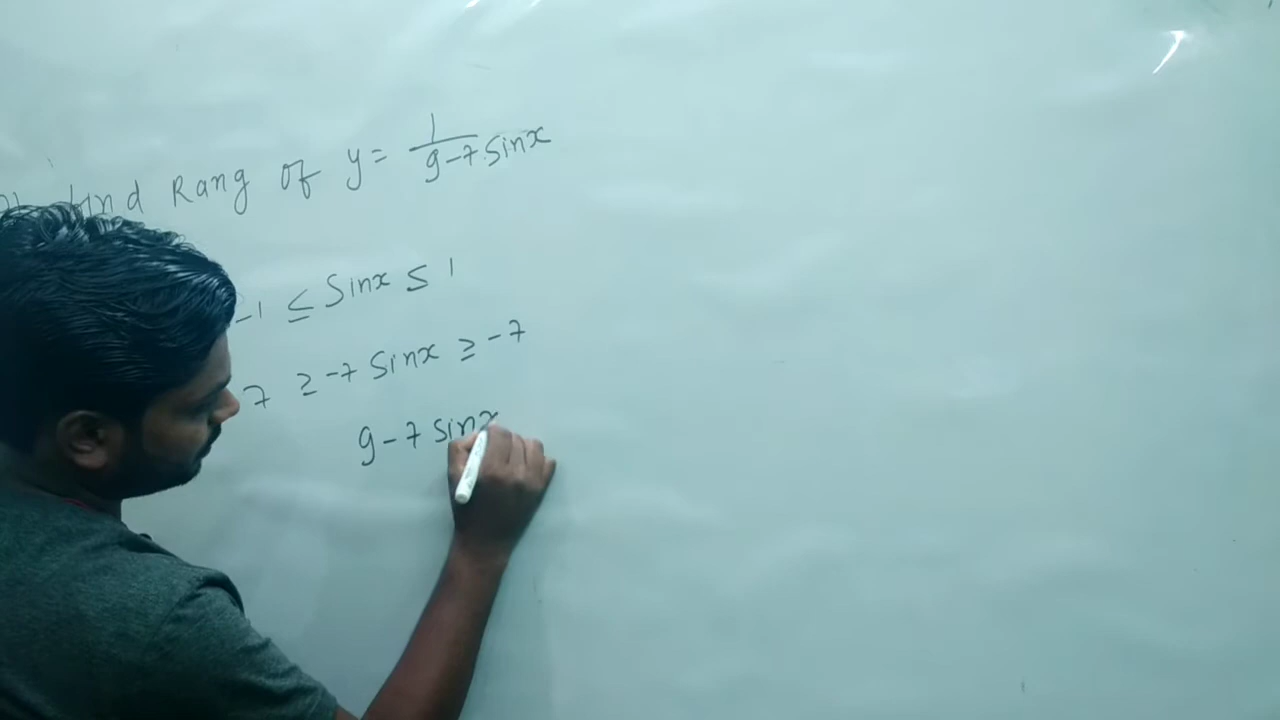 find Rang of y = 1/9-7.Sinx
-1 ≤ Sinx ≤ 1
7 ≥ -7 Sinx ≥ -7
9-7 sinx